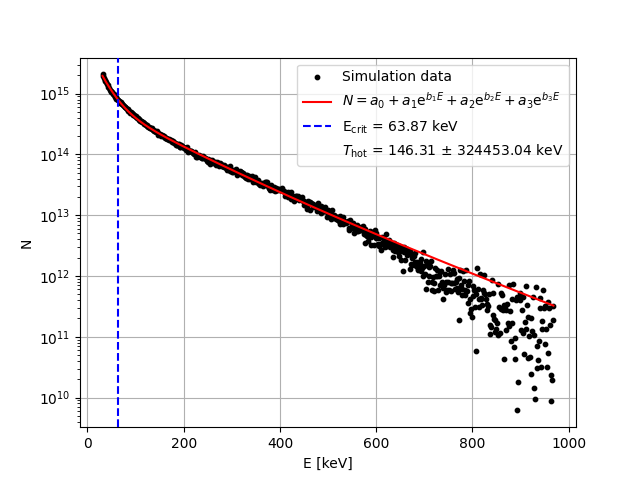 Simulation data
N = a₀ + a₁e^{b₁E} + a₂e^{b₂E} + a₃e^{b₃E}
E_crit = 63.87 keV
T_hot = 146.31 ± 324453.04 keV
10¹⁵
10¹⁴
10¹³
10¹²
10¹¹
10¹⁰
N
0 200 400 600 800 1000
E [keV]